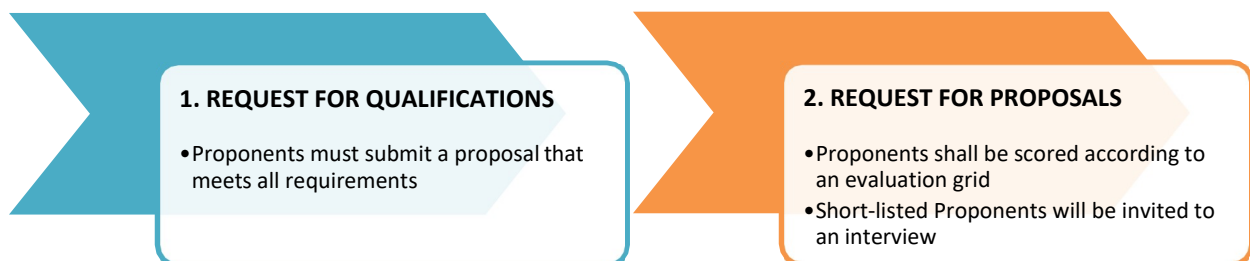 1. REQUEST FOR QUALIFICATIONS
•Proponents must submit a proposal that
meets all requirements
2. REQUEST FOR PROPOSALS
•Proponents shall be scored according to
an evaluation grid
•Short-listed Proponents will be invited to
an interview